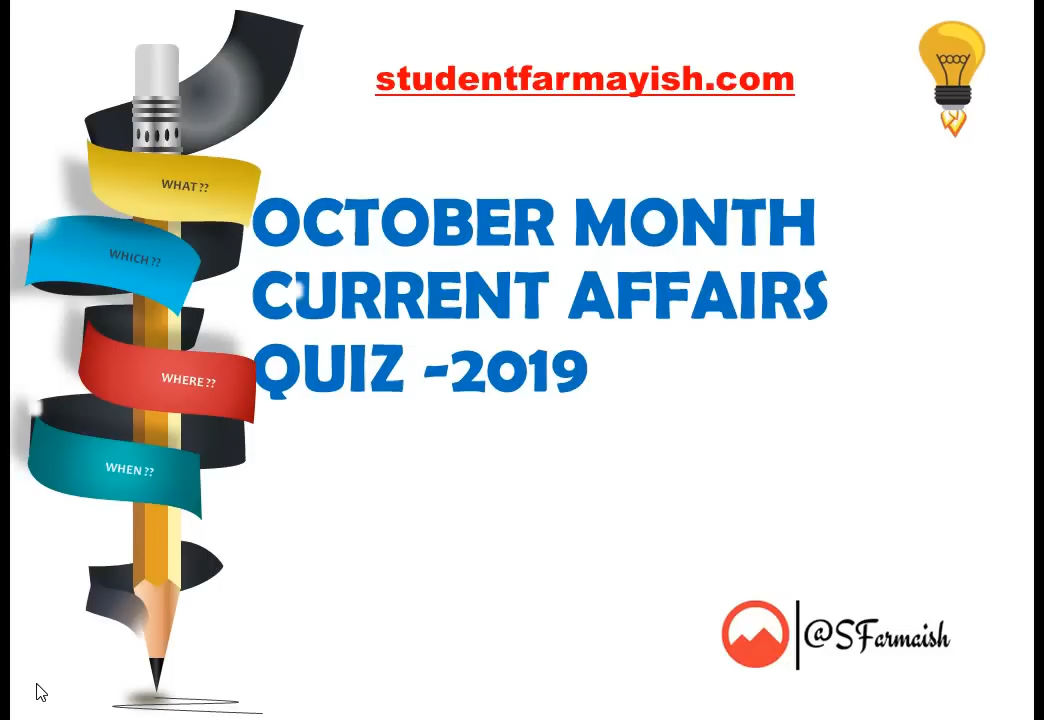 studentfarmayish.com
WHAT??
WHICH??
WHERE??
WHEN??
OCTOBER MONTH
CURRENT AFFAIRS
QUIZ -2019
@SFarmaish